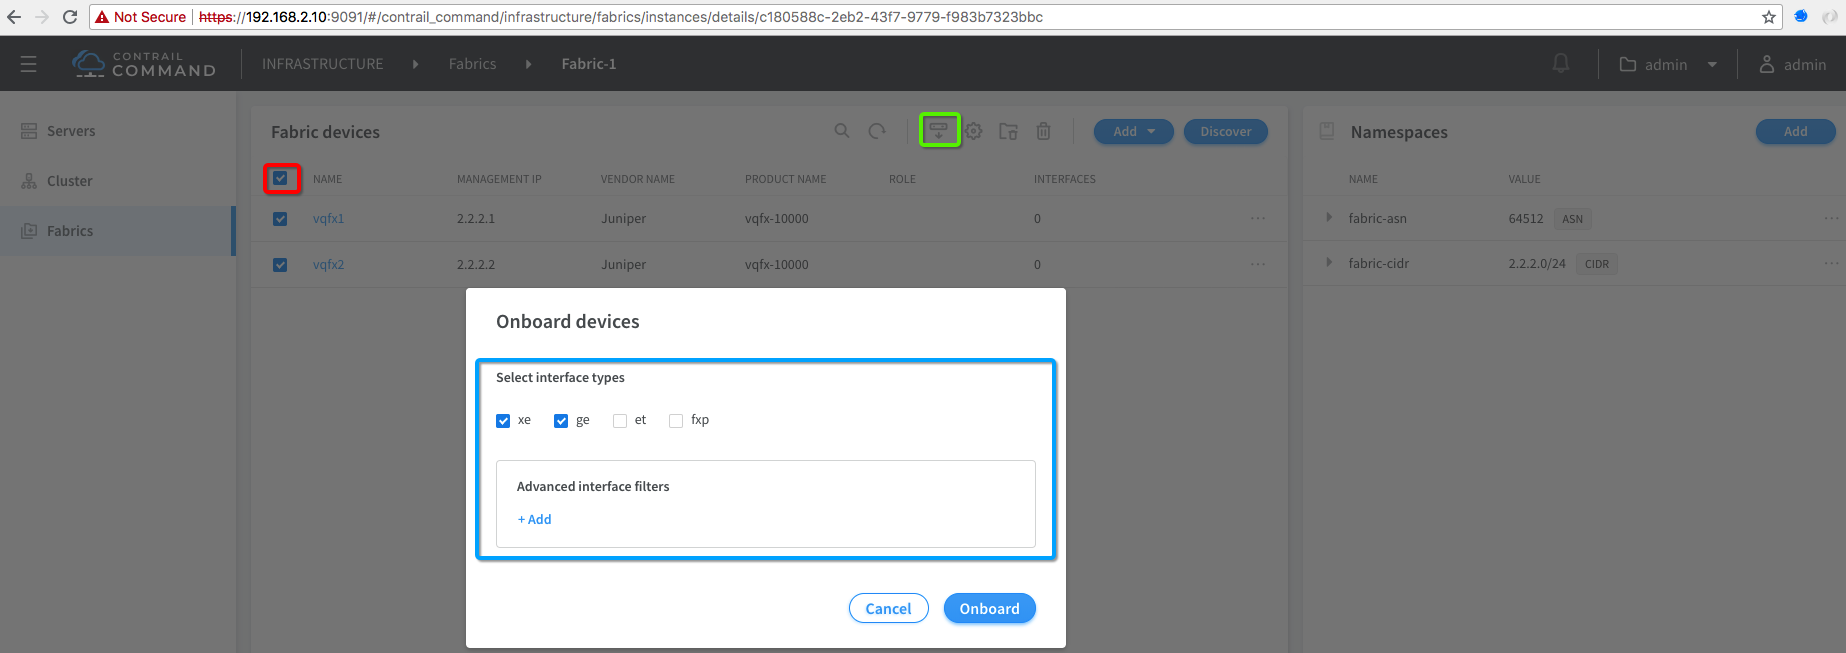 Not Secure https://192.168.2.10:9091/#/contrail_command/infrastructure/fabrics/instances/details/c180588c-2eb2-43f7-9779-f983b7323bbc
CONTRAIL
COMMAND
INFRASTRUCTURE Fabrics Fabric-1 admin admin
Servers
Cluster
Fabrics
Fabric devices Add Discover
NAME MANAGEMENT IP VENDOR NAME PRODUCT NAME ROLE INTERFACES
vqfx1 2.2.2.1 Juniper vqfx-10000 0 ...
vqfx2 2.2.2.2 Juniper vqfx-10000 0 ...
Namespaces Add
NAME VALUE
fabric-asn 64512 ASN ...
fabric-cidr 2.2.2.0/24 CIDR ...
Onboard devices
Select interface types
xe ge et fxp
Advanced interface filters
+ Add
Cancel Onboard